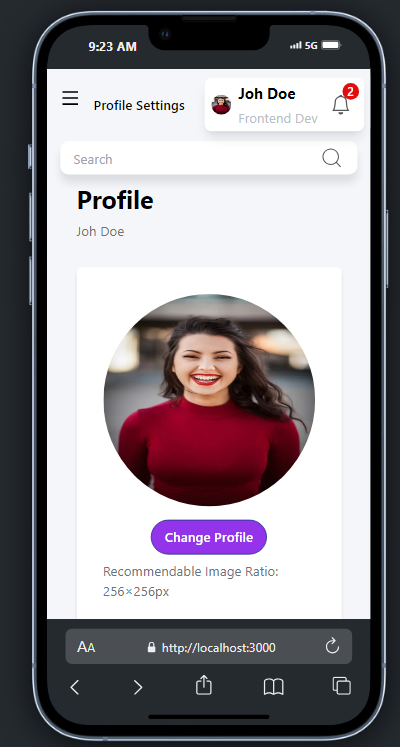 9:23 AM
5G
Profile Settings
Joh Doe
Frontend Dev
2
Search
Profile
Joh Doe
Change Profile
Recommendable Image Ratio:
256×256px
AA
http://localhost:3000